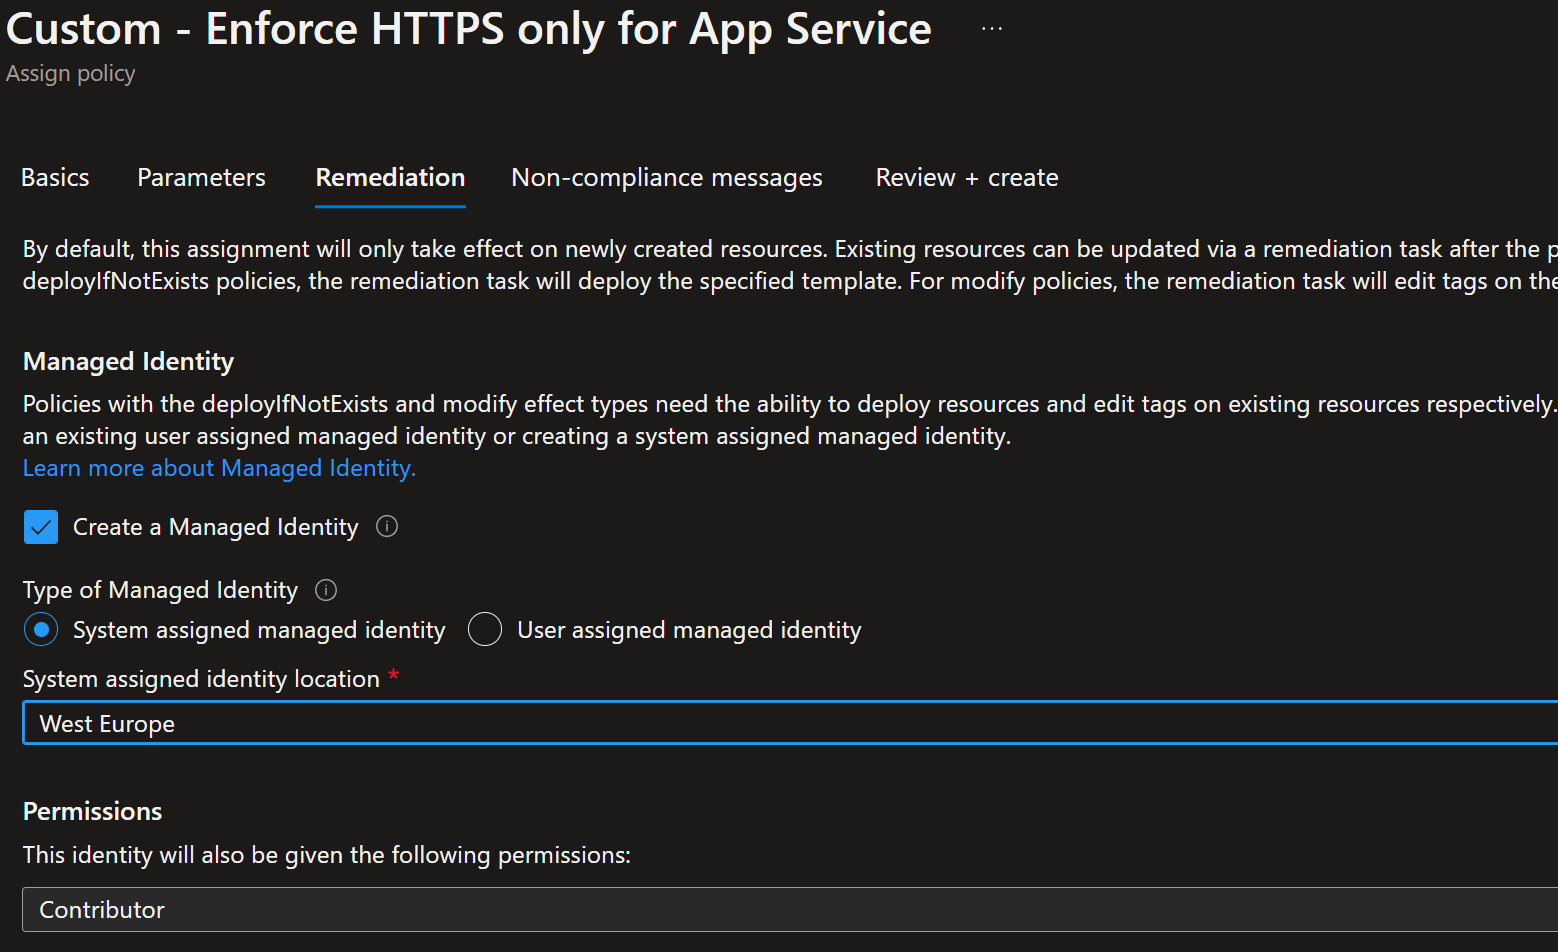 Custom - Enforce HTTPS only for App Service ...
Assign policy
Basics Parameters Remediation Non-compliance messages Review + create
By default, this assignment will only take effect on newly created resources. Existing resources can be updated via a remediation task after the p
deployIfNotExists policies, the remediation task will deploy the specified template. For modify policies, the remediation task will edit tags on the
Managed Identity
Policies with the deployIfNotExists and modify effect types need the ability to deploy resources and edit tags on existing resources respectively.
an existing user assigned managed identity or creating a system assigned managed identity.
Learn more about Managed Identity.
Create a Managed Identity
Type of Managed Identity
System assigned managed identity User assigned managed identity
System assigned identity location *
West Europe
Permissions
This identity will also be given the following permissions:
Contributor